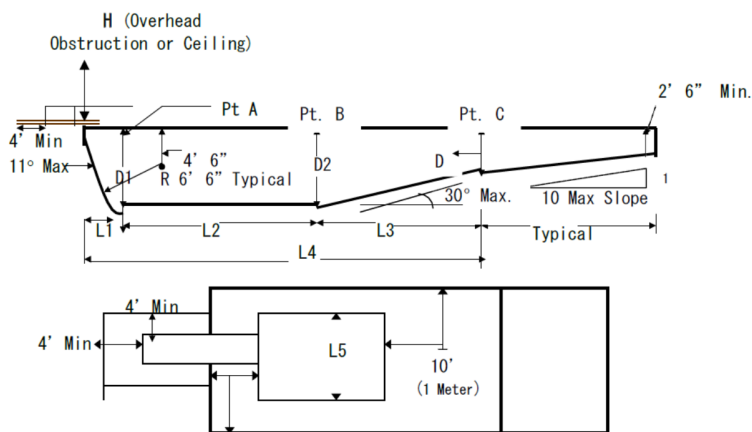 H (Overhead
Obstruction or Ceiling)
Pt A
Pt. B
Pt. C
2' 6" Min.
4' Min
11° Max
D1
4' 6"
R 6' 6" Typical
D2
D
30° Max.
1
10 Max Slope
L1
L2
L3
Typical
L4
4' Min
4' Min
L5
10'
(1 Meter)